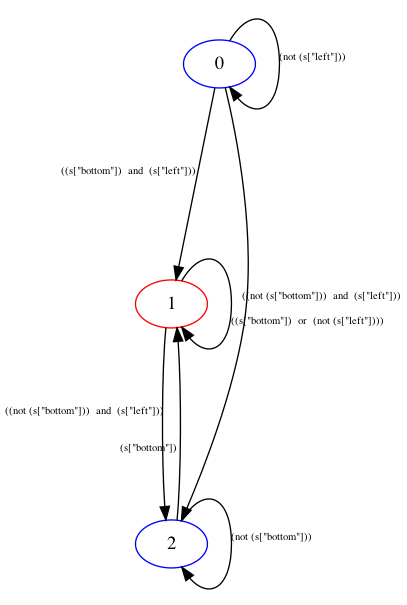 0
(not (s["left"]))
((s["bottom"]) and (s["left"]))
((not (s["bottom"])) and (s["left"]))
1
((s["bottom"]) or (not (s["left"])))
((not (s["bottom"])) and (s["left"]))
(s["bottom"])
2
(not (s["bottom"]))